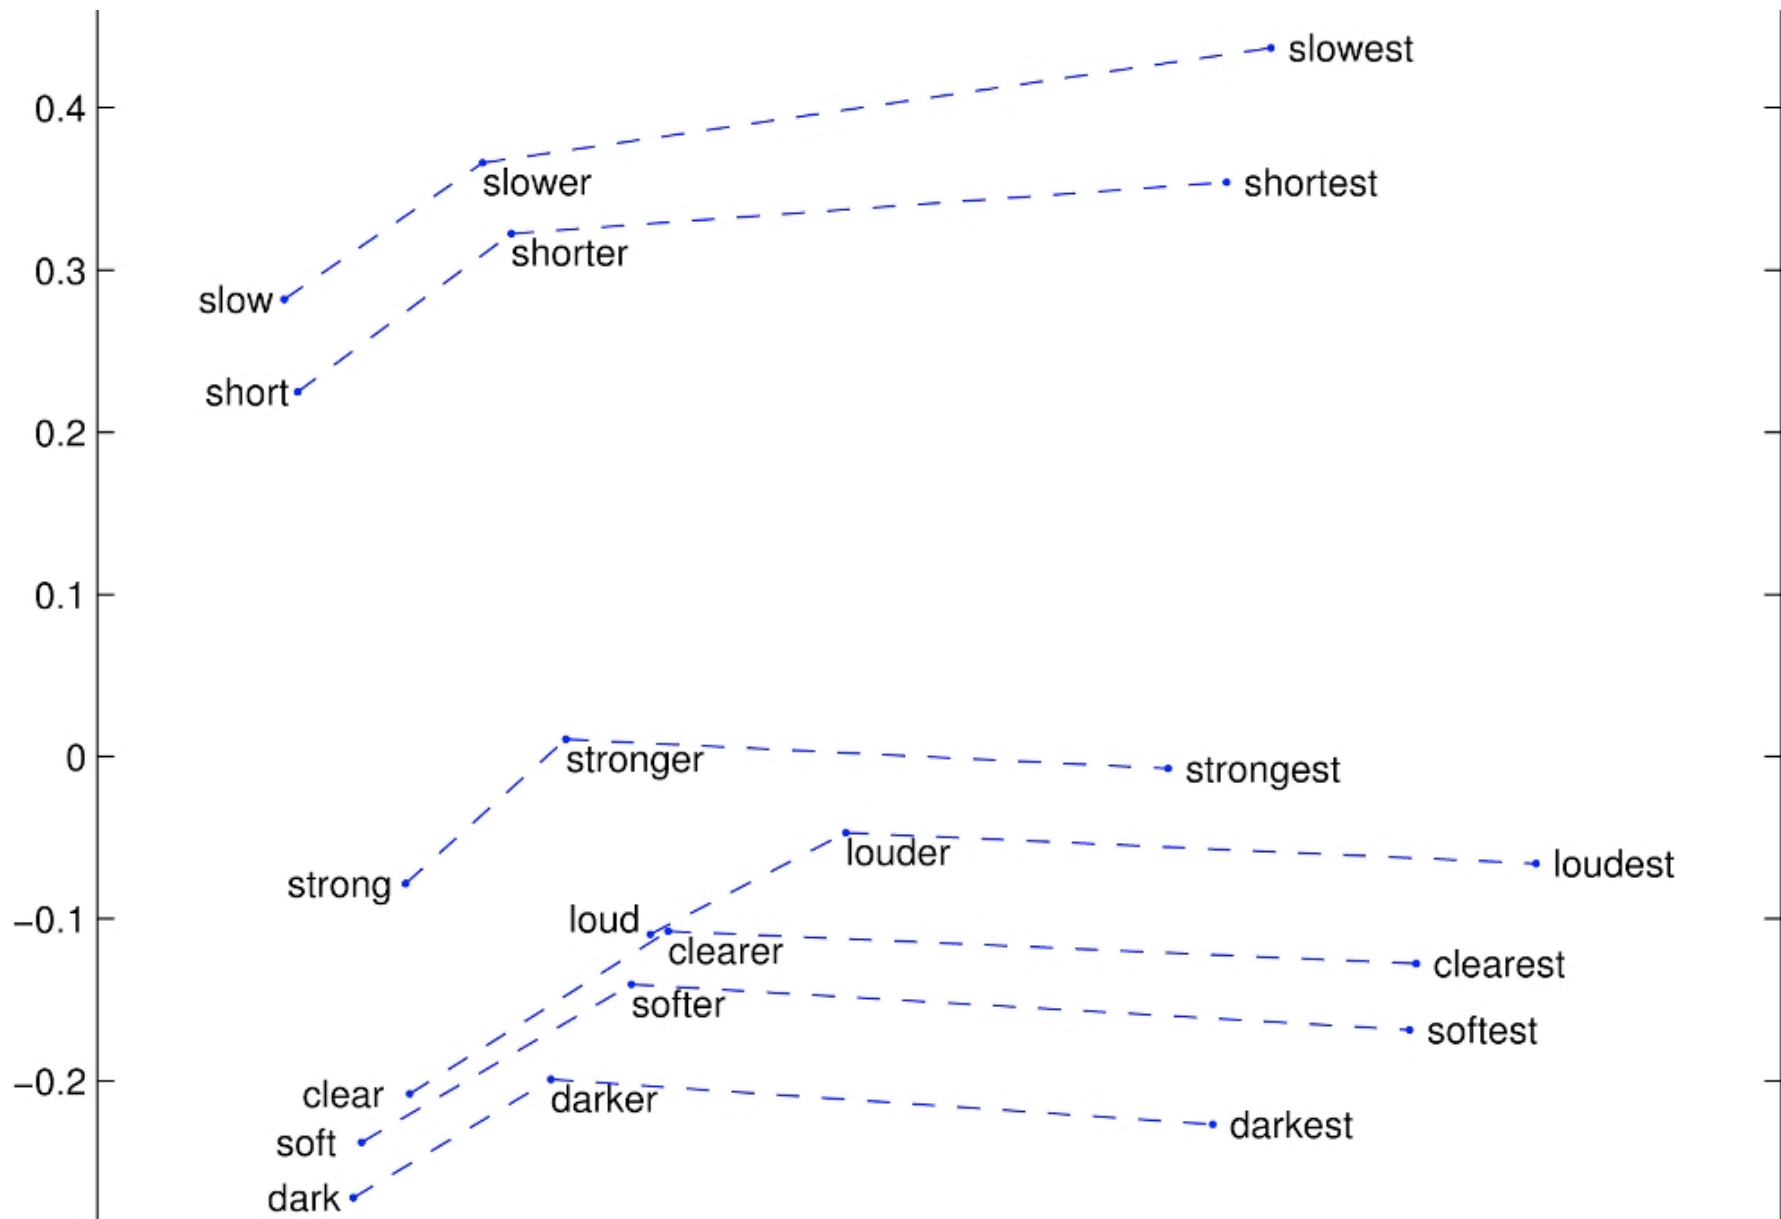 slowest
0.4
slower
shortest
shorter
0.3
slow
short
0.2
0.1
0
stronger
strongest
louder
loudest
strong
−0.1
loud
clearer
clearest
softer
softest
−0.2
clear
darker
darkest
soft
dark